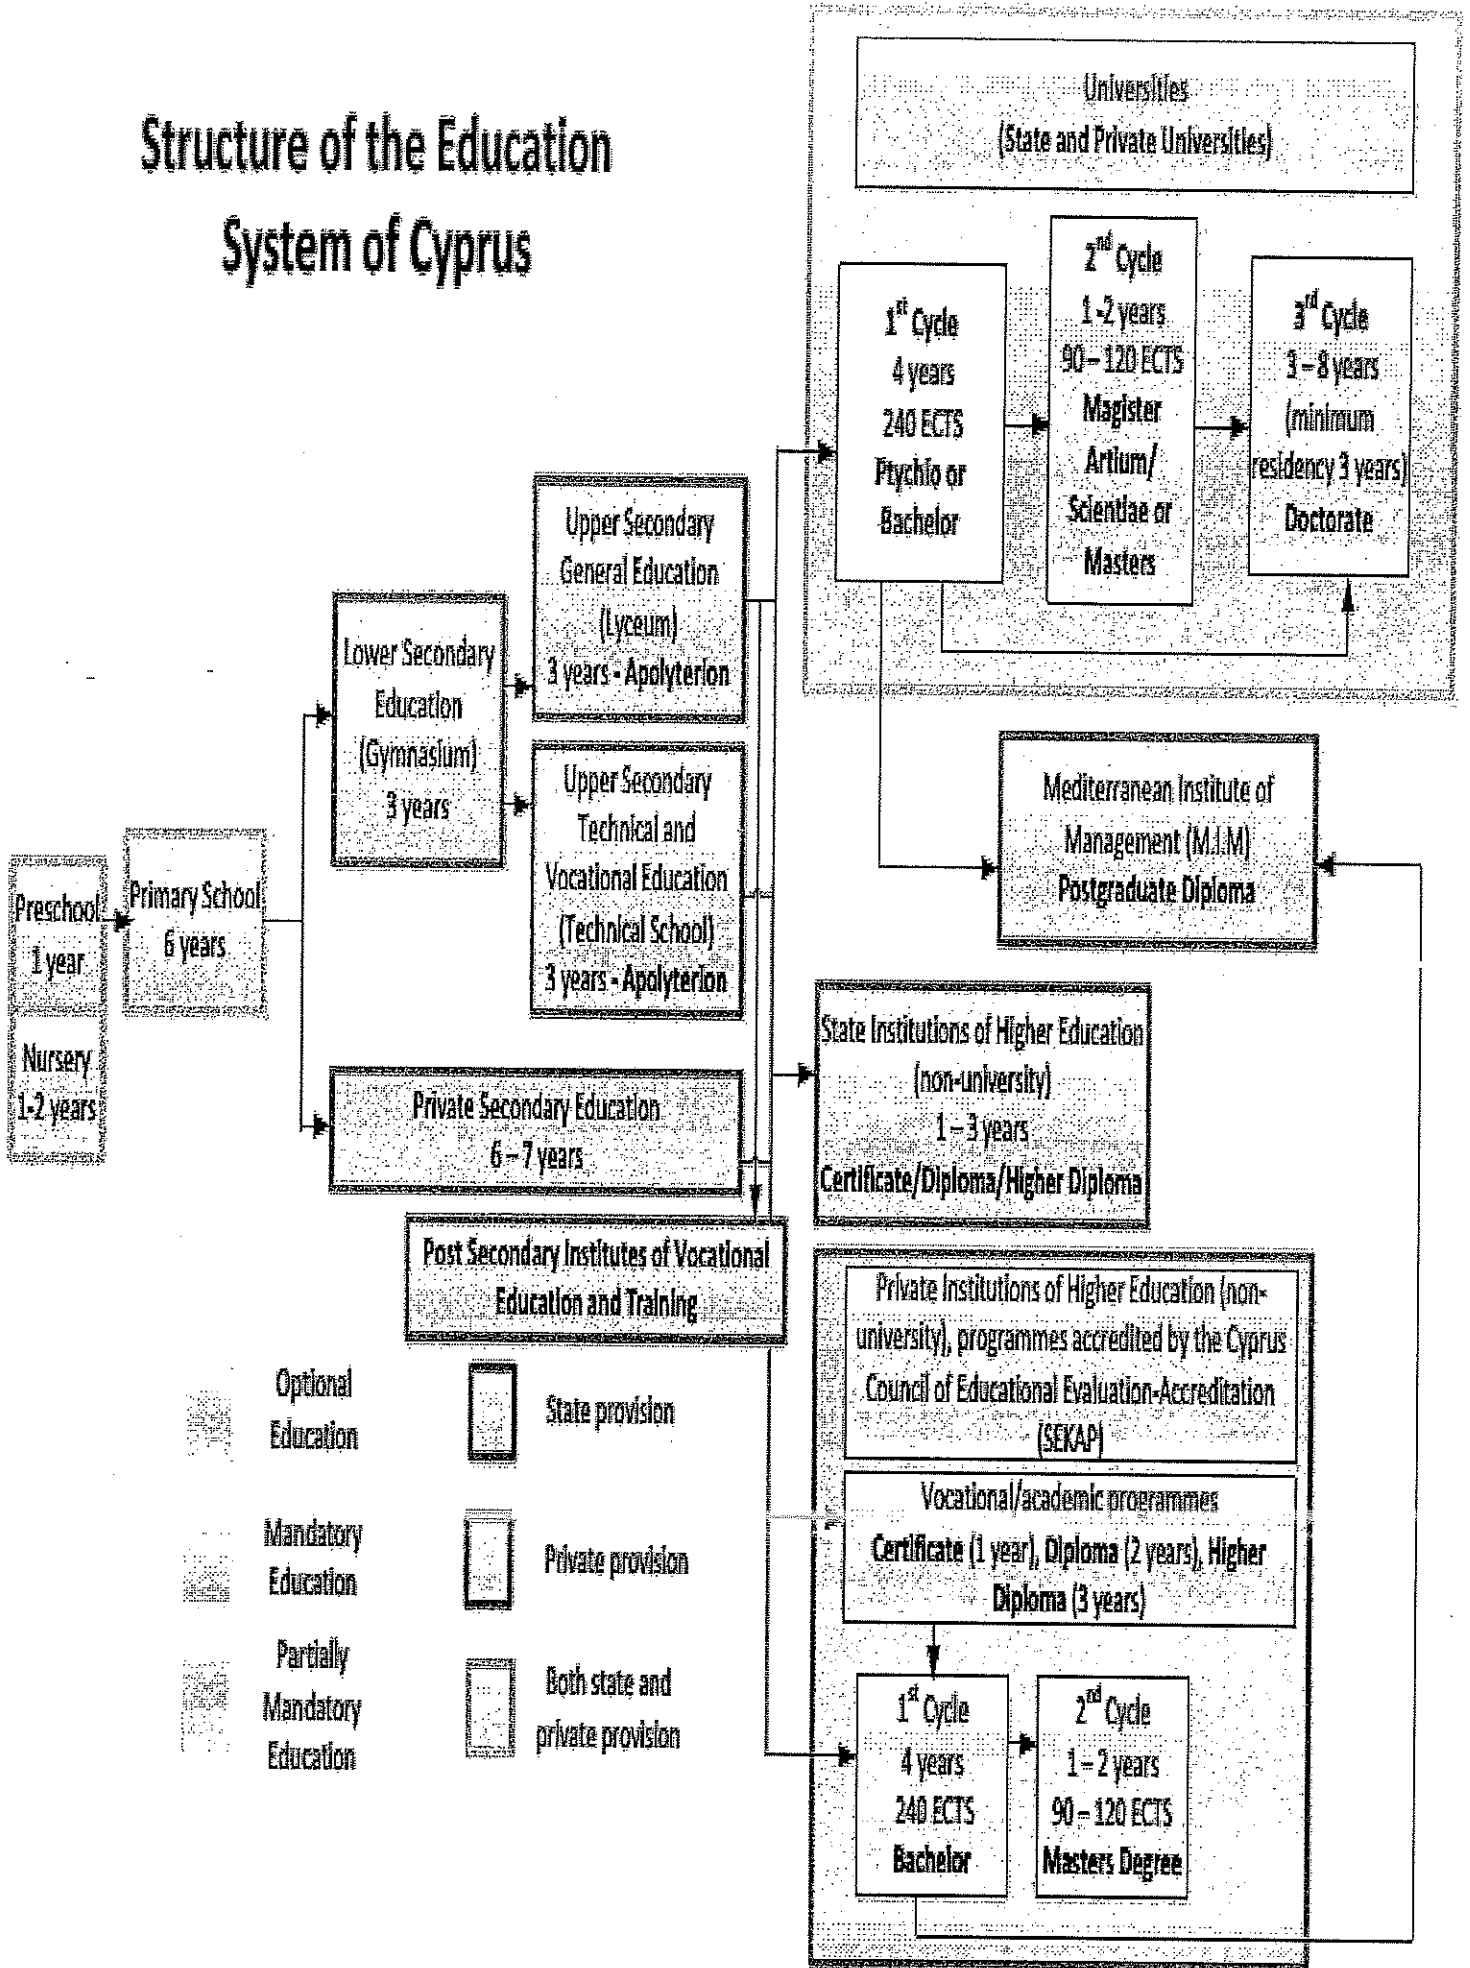 Structure of the Education
System of Cyprus
Universities
(State and Private Universities)
1st Cycle
4 years
240 ECTS
Ptychio or
Bachelor
2nd Cycle
1 -2 years
90 – 120 ECTS
Magister
Artium/
Scientiae or
Masters
3rd Cycle
3 – 8 years
(minimum
residency 3 years)
Doctorate
Upper Secondary
General Education
(Lyceum)
3 years - Apolyterion
Lower Secondary
Education
(Gymnasium)
3 years
Upper Secondary
Technical and
Vocational Education
(Technical School)
3 years - Apolyterion
Preschool
1 year
Nursery
1-2 years
Primary School
6 years
Private Secondary Education
6 – 7 years
Post Secondary Institutes of Vocational
Education and Training
Mediterranean Institute of
Management (M.I.M)
Postgraduate Diploma
State Institutions of Higher Education
(non-university)
1 – 3 years
Certificate/Diploma/Higher Diploma
Private Institutions of Higher Education (non-
university), programmes accredited by the Cyprus
Council of Educational Evaluation-Accreditation
(SEKAP)
Vocational/academic programmes
Certificate (1 year), Diploma (2 years), Higher
Diploma (3 years)
1st Cycle
4 years
240 ECTS
Bachelor
2nd Cycle
1 – 2 years
90 – 120 ECTS
Masters Degree
Optional
Education
Mandatory
Education
Partially
Mandatory
Education
State provision
Private provision
Both state and
private provision